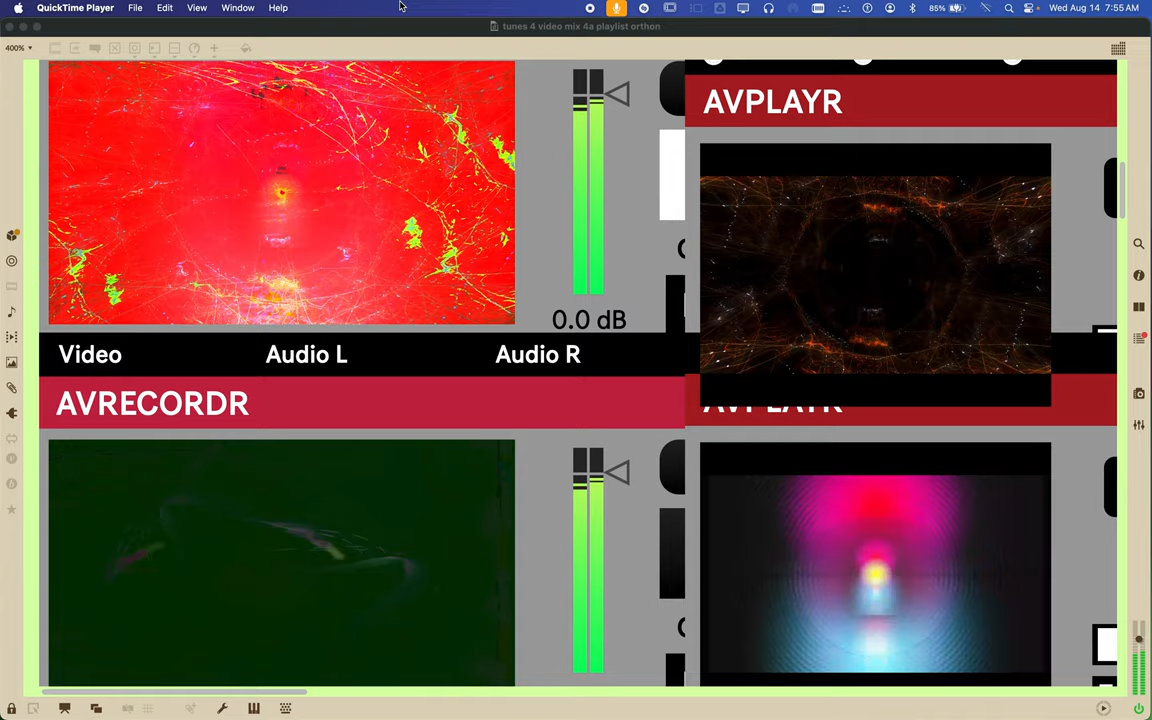 QuickTime Player File Edit View Window Help 85% Wed Aug 14 7:55 AM
tunes 4 video mix 4a playlist orthon
400%
AVPLAYR
0.0 dB
Video Audio L Audio R
AVRECORDR
AVPLAYR